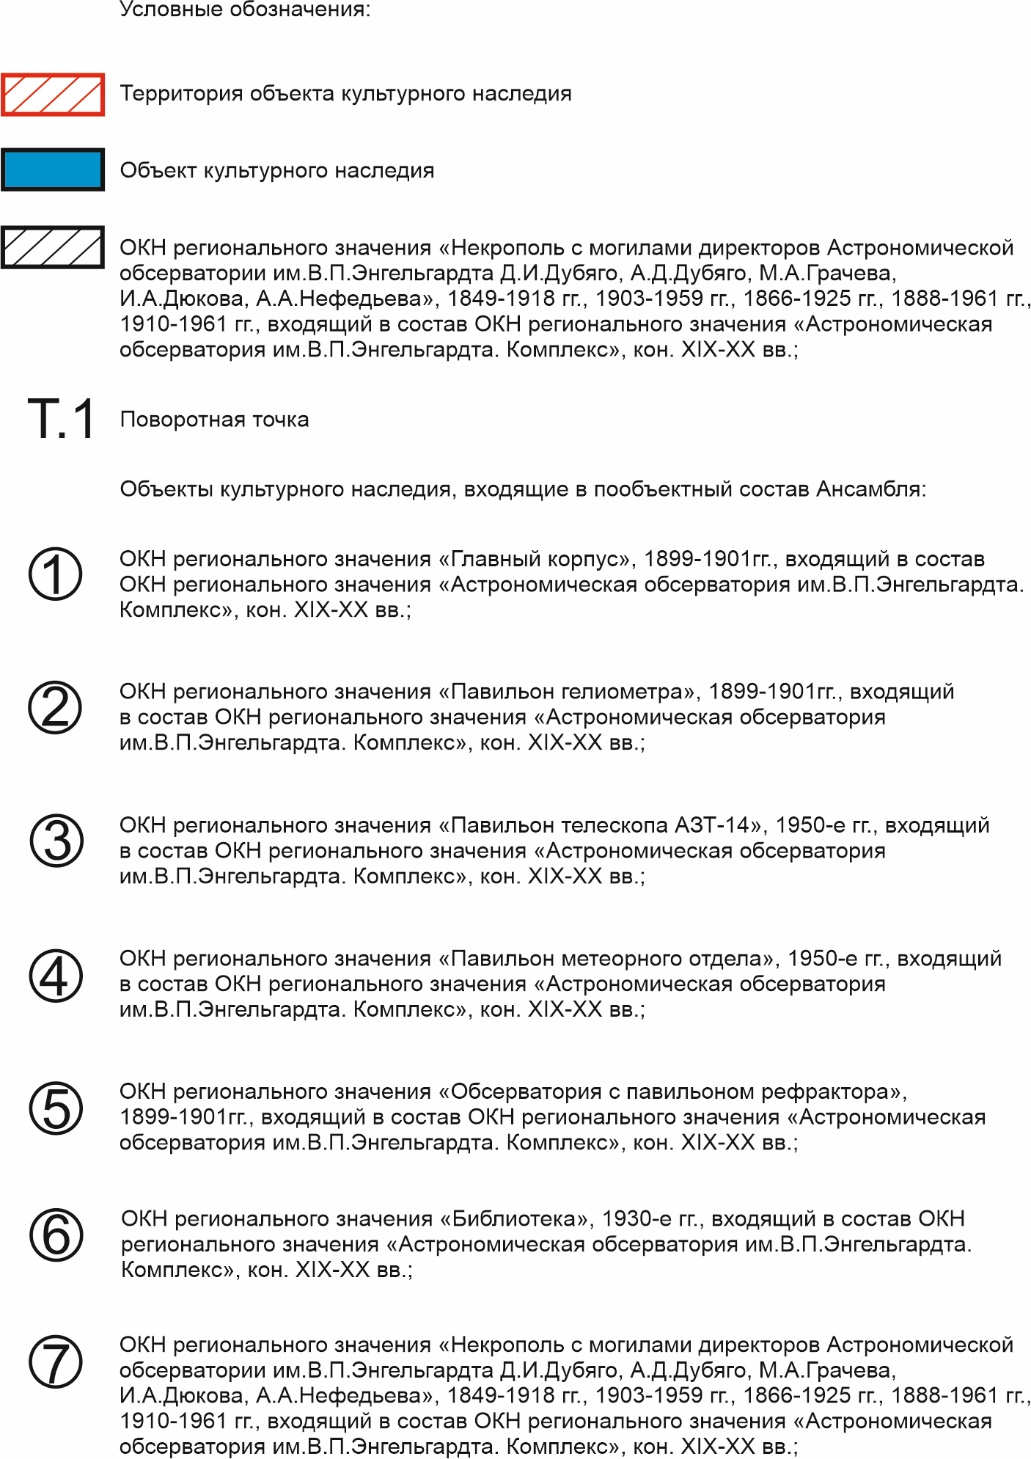 Условные обозначения:
Территория объекта культурного наследия
Объект культурного наследия
ОКН регионального значения «Некрополь с могилами директоров Астрономической
обсерватории им.В.П.Энгельгардта Д.И.Дубяго, А.Д.Дубяго, М.А.Грачева,
И.А.Дюкова, А.А.Нефедьева», 1849-1918 гг., 1903-1959 гг., 1866-1925 гг., 1888-1961 гг.,
1910-1961 гг., входящий в состав ОКН регионального значения «Астрономическая
обсерватория им.В.П.Энгельгардта. Комплекс», кон. XIX-XX вв.;
Т.1 Поворотная точка
Объекты культурного наследия, входящие в пообъектный состав Ансамбля:
1 ОКН регионального значения «Главный корпус», 1899-1901гг., входящий в состав
ОКН регионального значения «Астрономическая обсерватория им.В.П.Энгельгардта.
Комплекс», кон. XIX-XX вв.;
2 ОКН регионального значения «Павильон гелиометра», 1899-1901гг., входящий
в состав ОКН регионального значения «Астрономическая обсерватория
им.В.П.Энгельгардта. Комплекс», кон. XIX-XX вв.;
3 ОКН регионального значения «Павильон телескопа АЗТ-14», 1950-е гг., входящий
в состав ОКН регионального значения «Астрономическая обсерватория
им.В.П.Энгельгардта. Комплекс», кон. XIX-XX вв.;
4 ОКН регионального значения «Павильон метеорного отдела», 1950-е гг., входящий
в состав ОКН регионального значения «Астрономическая обсерватория
им.В.П.Энгельгардта. Комплекс», кон. XIX-XX вв.;
5 ОКН регионального значения «Обсерватория с павильоном рефрактора»,
1899-1901гг., входящий в состав ОКН регионального значения «Астрономическая
обсерватория им.В.П.Энгельгардта. Комплекс», кон. XIX-XX вв.;
6 ОКН регионального значения «Библиотека», 1930-е гг., входящий в состав ОКН
регионального значения «Астрономическая обсерватория им.В.П.Энгельгардта.
Комплекс», кон. XIX-XX вв.;
7 ОКН регионального значения «Некрополь с могилами директоров Астрономической
обсерватории им.В.П.Энгельгардта Д.И.Дубяго, А.Д.Дубяго, М.А.Грачева,
И.А.Дюкова, А.А.Нефедьева», 1849-1918 гг., 1903-1959 гг., 1866-1925 гг., 1888-1961 гг.,
1910-1961 гг., входящий в состав ОКН регионального значения «Астрономическая
обсерватория им.В.П.Энгельгардта. Комплекс», кон. XIX-XX вв.;